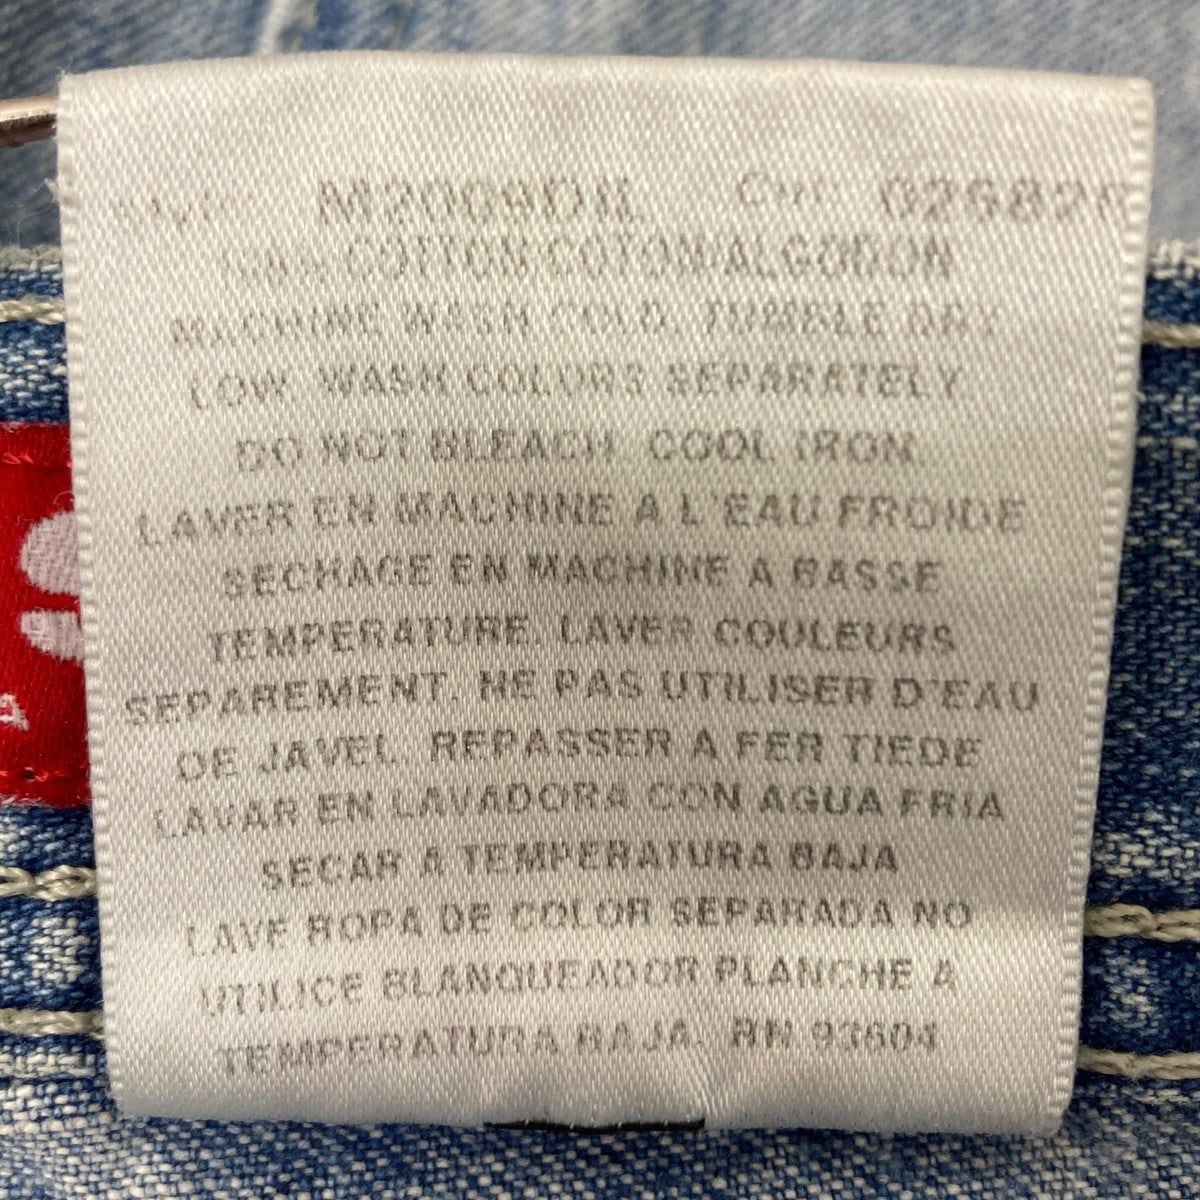 COTTON COTON ALGODON
MACHINE WASH COLD. TUMBLE DRY
LOW. WASH COLORS SEPARATELY.
DO NOT BLEACH. COOL IRON.
LAVER EN MACHINE A L'EAU FROIDE
SECHAGE EN MACHINE A BASSE
TEMPERATURE. LAVER COULEURS
SEPAREMENT. NE PAS UTILISER D'EAU
DE JAVEL. REPASSER A FER TIEDE
LAVAR EN LAVADORA CON AGUA FRIA
SECAR A TEMPERATURA BAJA
LAVE ROPA DE COLOR SEPARADA NO
UTILICE BLANQUEADOR PLANCHE A
TEMPERATURA BAJA. RN 93604